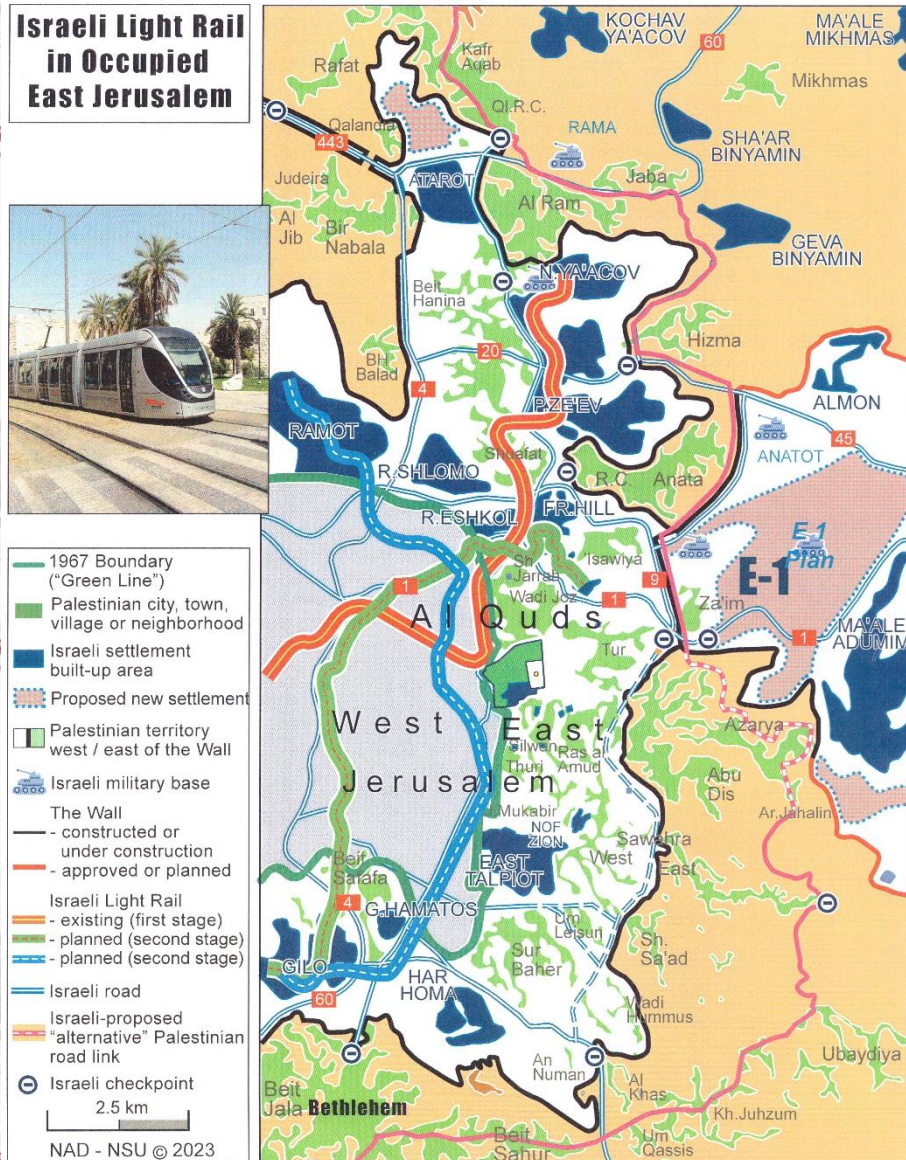 Israeli Light Rail
in Occupied
East Jerusalem
1967 Boundary
("Green Line")
Palestinian city, town,
village or neighborhood
Israeli settlement
built-up area
Proposed new settlement
Palestinian territory
west / east of the Wall
Israeli military base
The Wall
- constructed or
under construction
- approved or planned
Israeli Light Rail
- existing (first stage)
- planned (second stage)
- planned (second stage)
Israeli road
Israeli-proposed
"alternative" Palestinian
road link
Israeli checkpoint
2.5 km
NAD - NSU © 2023
KOCHAV
YA'ACOV
60
MA'ALE
MIKHMAS
Rafat
Kafr
Aqab
Mikhmas
Qalandia
QI.R.C.
RAMA
SHA'AR
BINYAMIN
443
Judeira
ATAROT
Jaba
Al
Jib
Bir
Nabala
Al Ram
GEVA
BINYAMIN
N.YA'ACOV
Beit
Hanina
Hizma
20
BH
Balad
4
ALMON
P.ZE'EV
RAMOT
ANATOT
45
Shuafat
R.SHLOMO
R.C.
Anata
R.ESHKOL
FR.HILL
E-1
Plan
'Isawiya
E-1
Sh.
Jarrah
9
1
Wadi Joz
1
Za'im
Al Quds
MA'ALE
ADUMIM
1
Tur
West
East
Azarya
Silwan
Thuri
Ras al
Amud
Jerusalem
Abu
Dis
Ar.Jahalin
J.Mukabir
NOF
ZION
Sawahra
West
East
EAST
TALPIOT
Beit
Safafa
4
G.HAMATOS
Um
Leisun
Sur
Baher
Sh.
Sa'ad
GILO
HAR
HOMA
60
Wadi
Hummus
An
Numan
Ubaydiya
Al
Khas
Beit
Jala
Bethlehem
Kh.Juhzum
Beit
Sahur
Um
Qassis